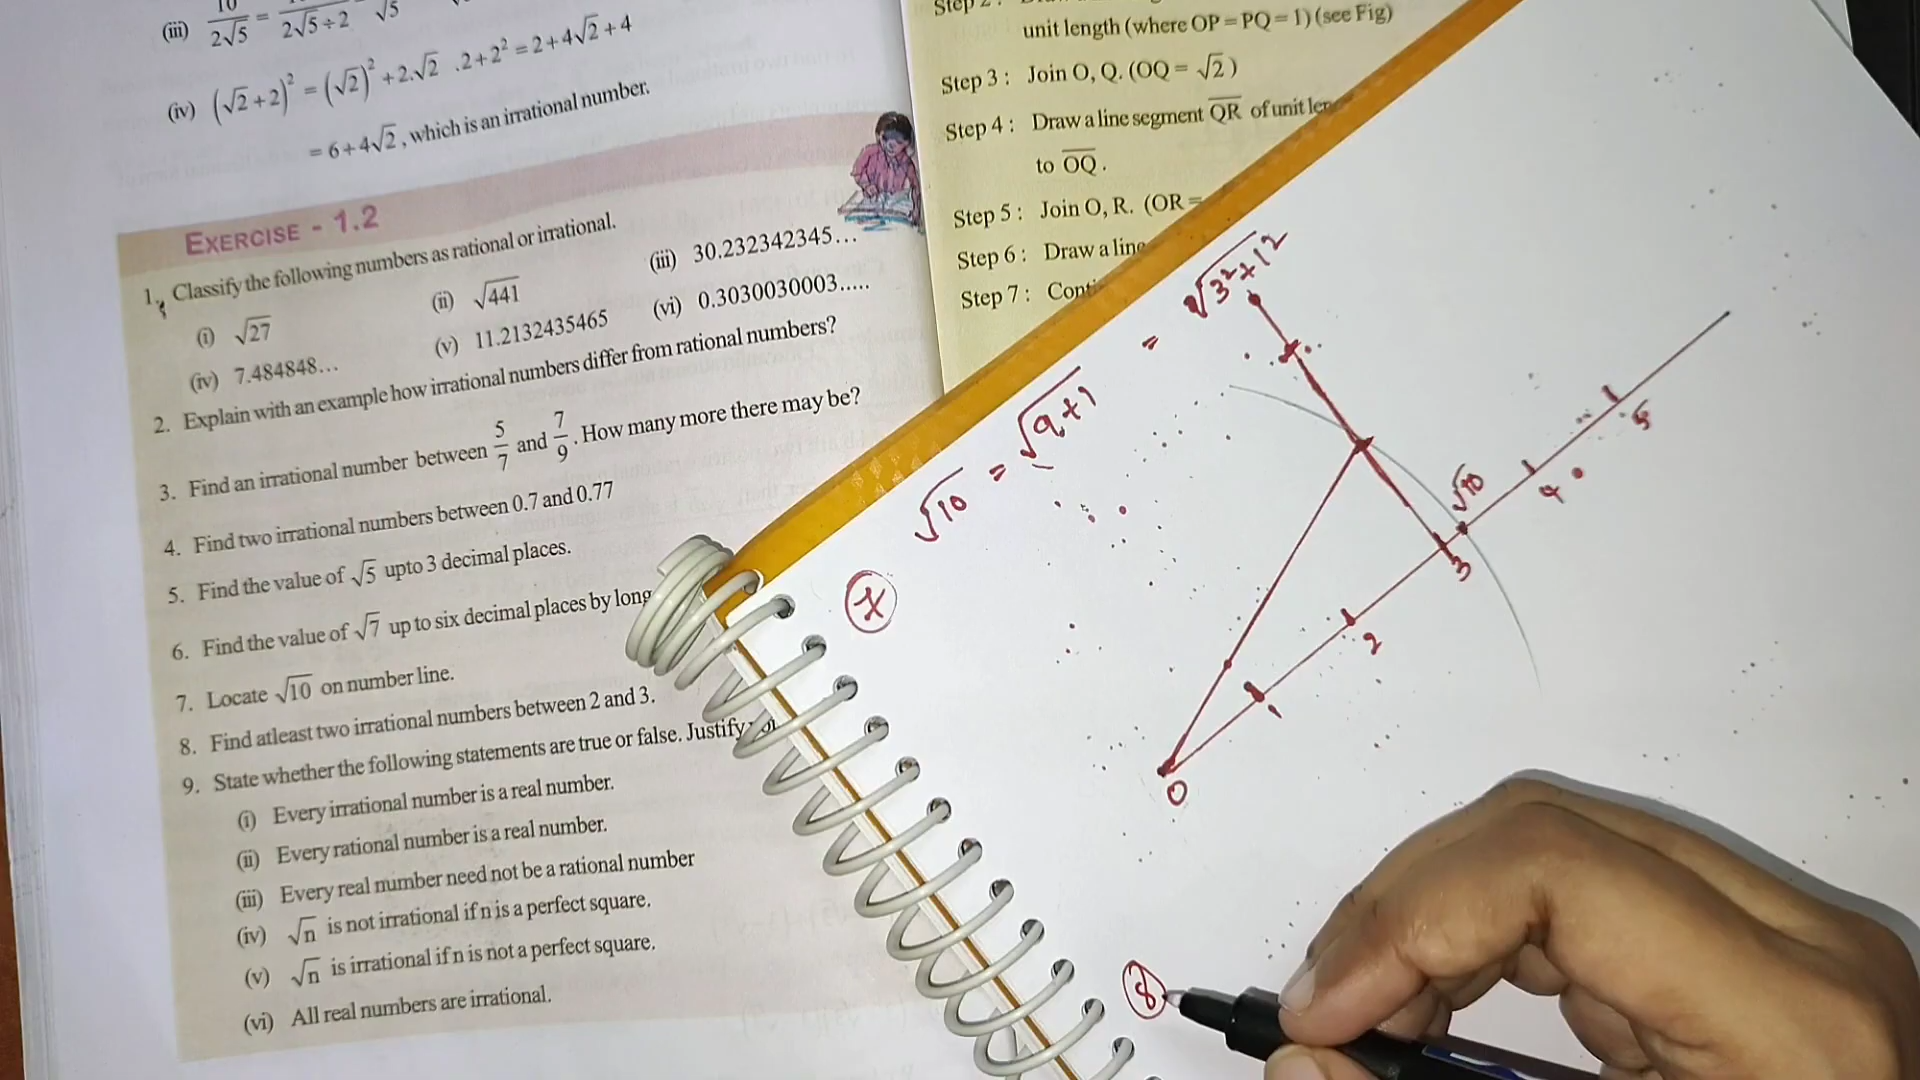 (iii) 10/2√5 = 2√5÷2 √5
(iv) (√2+2)² = (√2)² + 2.√2 .2+2² = 2+4√2+4
= 6+4√2, which is an irrational number.
EXERCISE - 1.2
1. Classify the following numbers as rational or irrational.
(i) √27 (ii) √441 (iii) 30.232342345...
(iv) 7.484848... (v) 11.2132435465 (vi) 0.3030030003.....
2. Explain with an example how irrational numbers differ from rational numbers?
3. Find an irrational number between 5/7 and 7/9. How many more there may be?
4. Find two irrational numbers between 0.7 and 0.77
5. Find the value of √5 upto 3 decimal places.
6. Find the value of √7 up to six decimal places by long
7. Locate √10 on number line.
8. Find atleast two irrational numbers between 2 and 3.
9. State whether the following statements are true or false. Justify
(i) Every irrational number is a real number.
(ii) Every rational number is a real number.
(iii) Every real number need not be a rational number
(iv) √n is not irrational if n is a perfect square.
(v) √n is irrational if n is not a perfect square.
(vi) All real numbers are irrational.
Step 2 :
unit length (where OP = PQ = 1) (see Fig)
Step 3 : Join O, Q. (OQ = √2)
Step 4 : Draw a line segment QR of unit
to OQ .
Step 5 : Join O, R. (OR =
Step 6 : Draw a line
Step 7 :
7
√10 = √9+1 = √3²+1²
0 1 2 3 √10 4 5
8